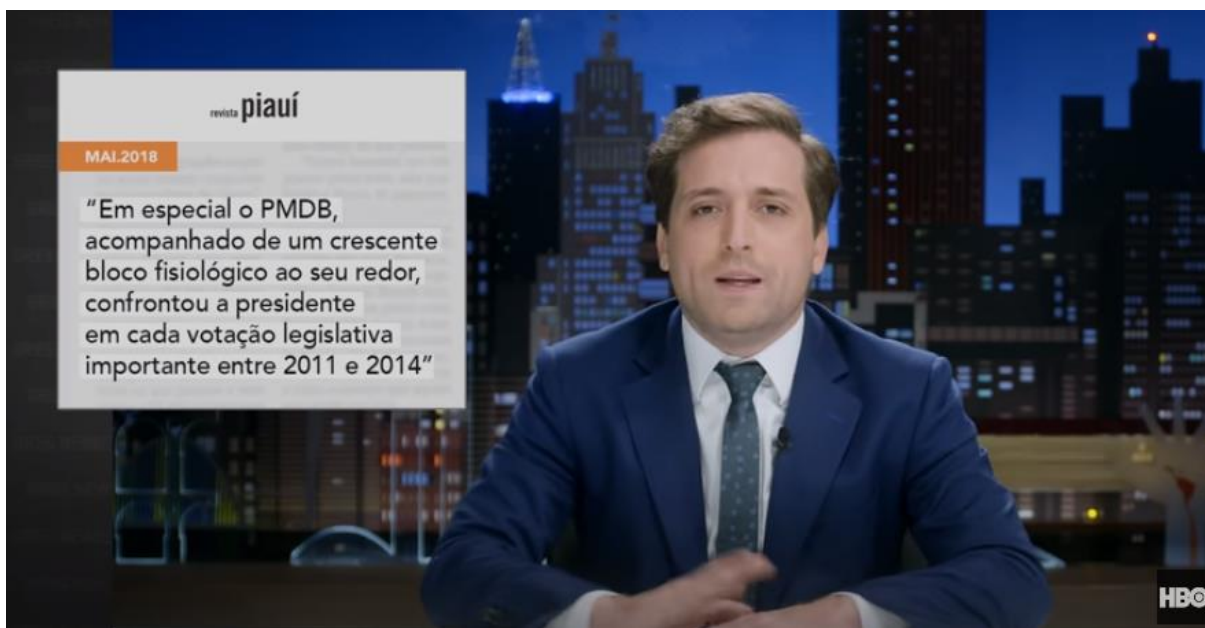 revista piauí
MAI.2018
“Em especial o PMDB,
acompanhado de um crescente
bloco fisiológico ao seu redor,
confrontou a presidente
em cada votação legislativa
importante entre 2011 e 2014”
HBO